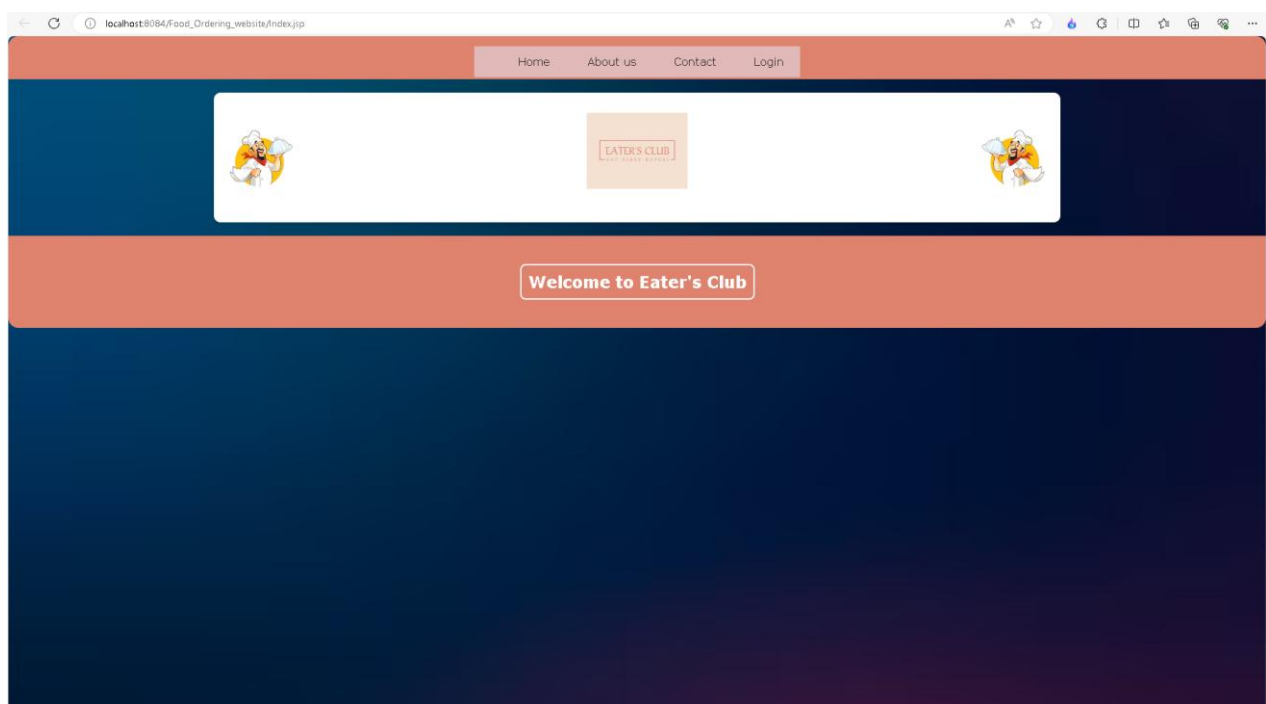 localhost:8084/Food_Ordering_website/Index.jsp
Home About us Contact Login
EATER'S CLUB
Welcome to Eater's Club